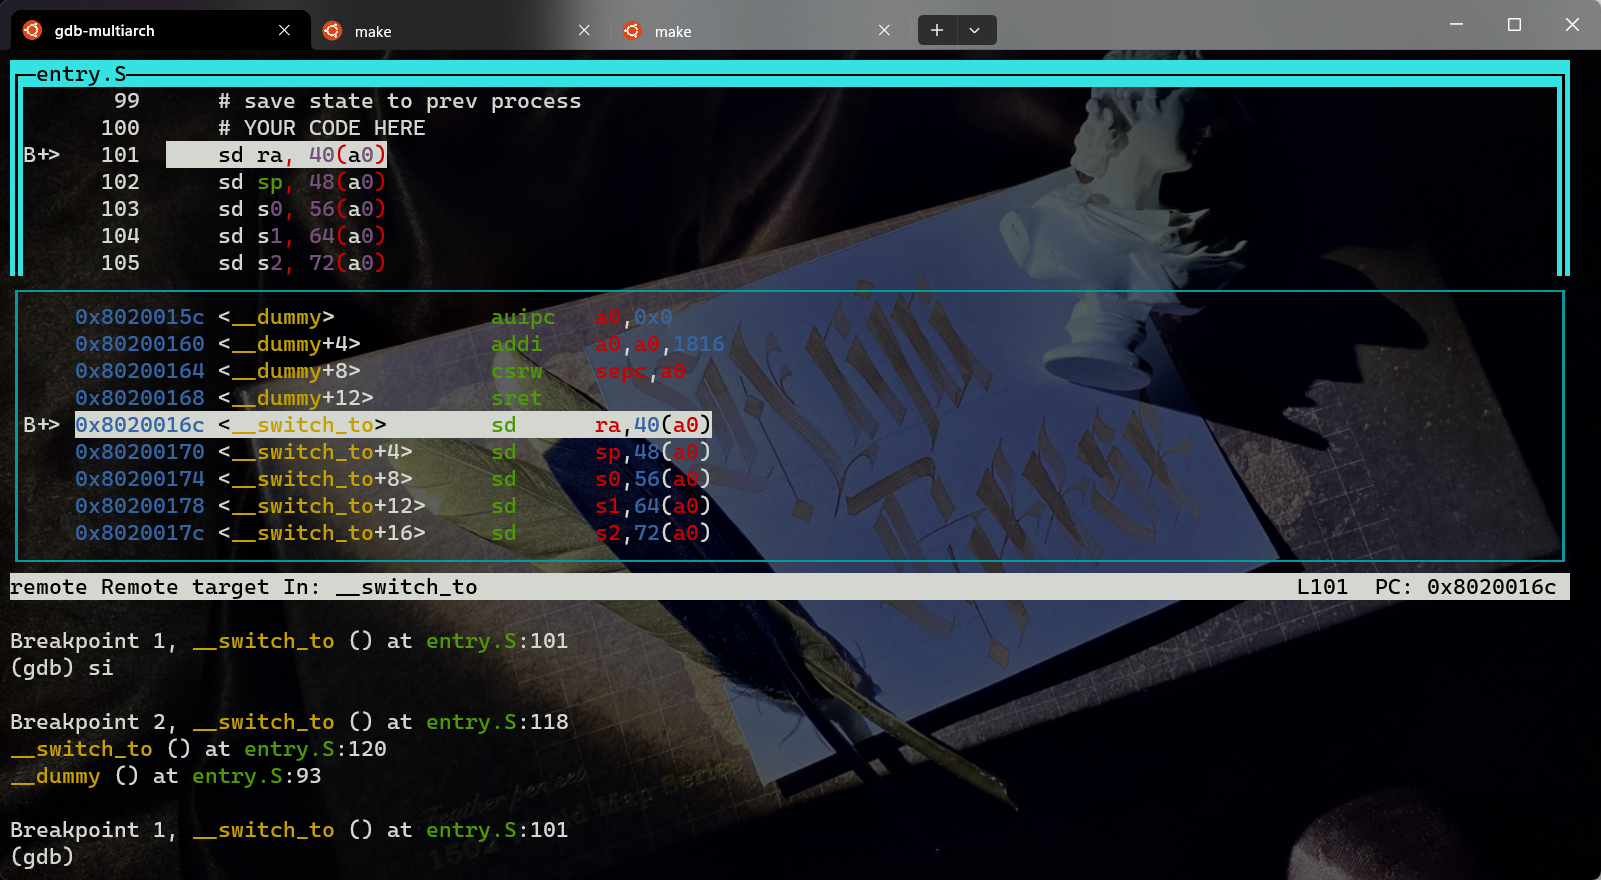 gdb-multiarch make make
entry.S
99 # save state to prev process
100 # YOUR CODE HERE
B+> 101 sd ra, 40(a0)
102 sd sp, 48(a0)
103 sd s0, 56(a0)
104 sd s1, 64(a0)
105 sd s2, 72(a0)
0x8020015c <__dummy> auipc a0,0x0
0x80200160 <__dummy+4> addi a0,a0,1816
0x80200164 <__dummy+8> csrw sepc,a0
0x80200168 <__dummy+12> sret
B+> 0x8020016c <__switch_to> sd ra,40(a0)
0x80200170 <__switch_to+4> sd sp,48(a0)
0x80200174 <__switch_to+8> sd s0,56(a0)
0x80200178 <__switch_to+12> sd s1,64(a0)
0x8020017c <__switch_to+16> sd s2,72(a0)
remote Remote target In: __switch_to L101 PC: 0x8020016c
Breakpoint 1, __switch_to () at entry.S:101
(gdb) si
Breakpoint 2, __switch_to () at entry.S:118
__switch_to () at entry.S:120
__dummy () at entry.S:93
Breakpoint 1, __switch_to () at entry.S:101
(gdb)